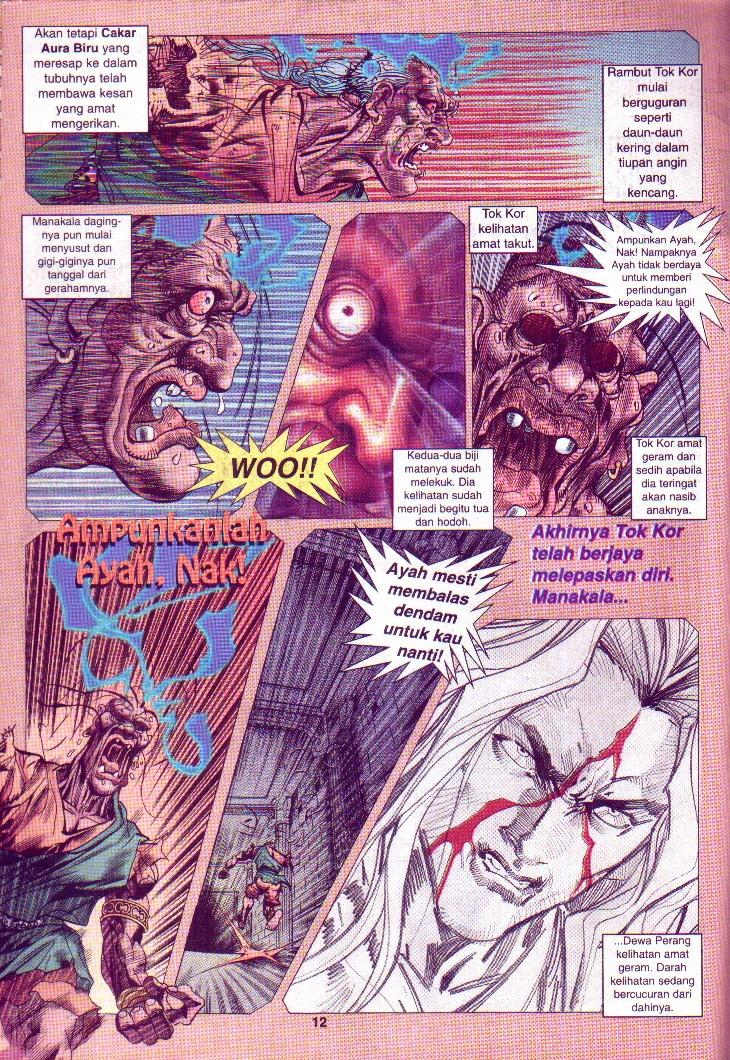 Akan tetapi Cakar
Aura Biru yang
meresap ke dalam
tubuhnya telah
membawa kesan
yang amat
mengerikan.
Rambut Tok Kor
mulai
berguguran
seperti
daun-daun
kering dalam
tiupan angin
yang
kencang.
Manakala daging-
nya pun mulai
menyusut dan
gigi-giginya pun
tanggal dari
gerahamnya.
WOO!!
Kedua-dua biji
matanya sudah
melekuk. Dia
kelihatan sudah
menjadi begitu tua
dan hodoh.
Tok Kor
kelihatan
amat takut.
Ampunkan Ayah,
Nak! Nampaknya
Ayah tidak berdaya
untuk memberi
perlindungan
kepada kau lagi!
Tok Kor amat
geram dan
sedih apabila
dia teringat
akan nasib
anaknya.
Ampunkanlah
Ayah, Nak!
Ayah mesti
membalas
dendam
untuk kau
nanti!
Akhirnya Tok Kor
telah berjaya
melepaskan diri.
Manakala...
...Dewa Perang
kelihatan amat
geram. Darah
kelihatan sedang
bercucuran dari
dahinya.
12